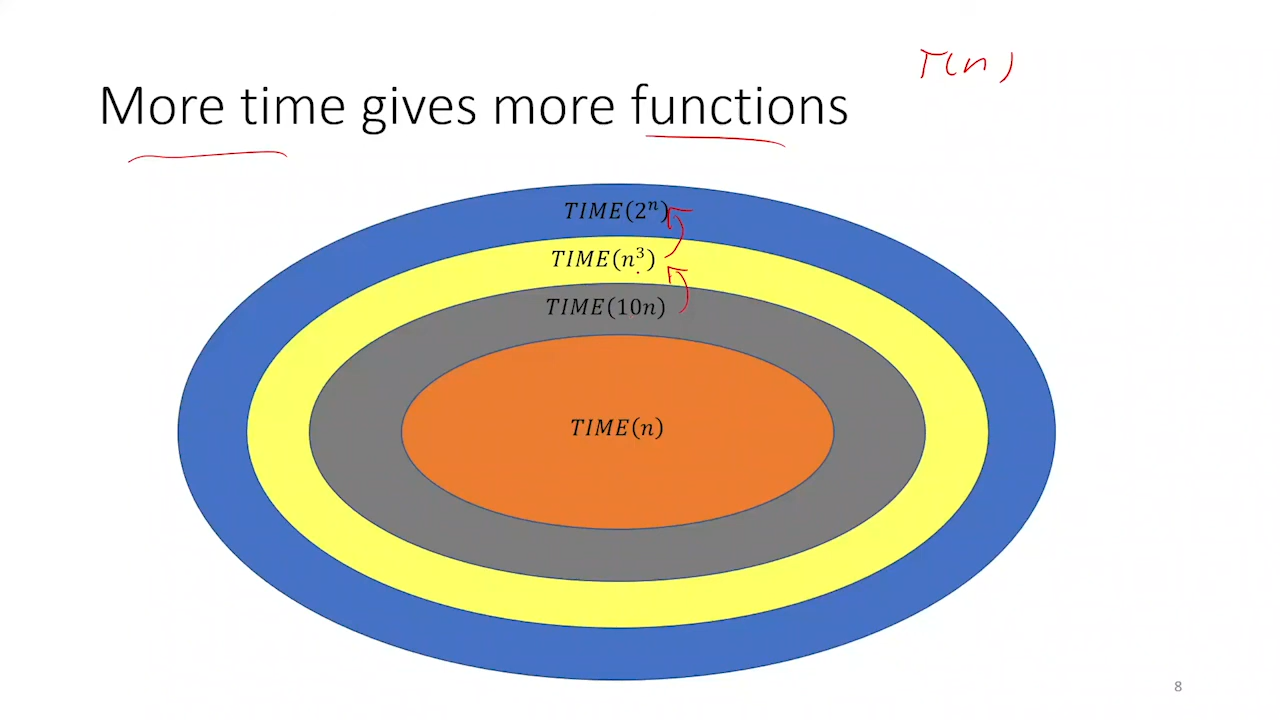 T(n)
More time gives more functions
TIME(2ⁿ)
TIME(n³)
TIME(10n)
TIME(n)
8